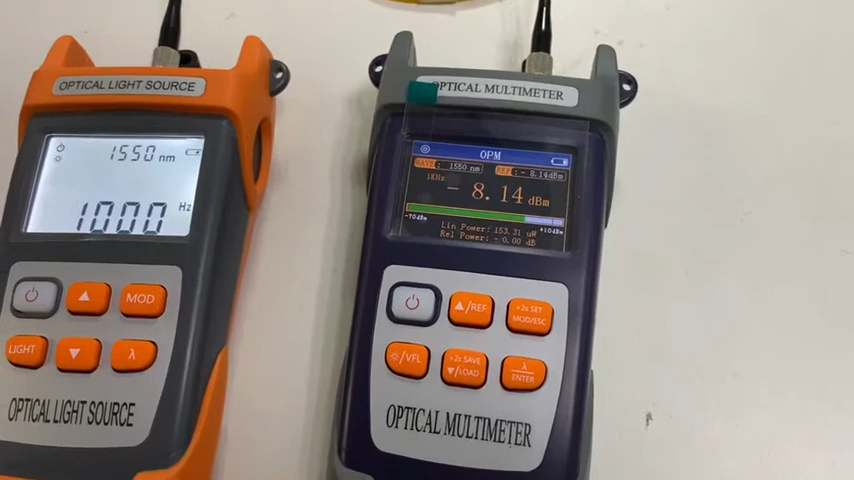 OPTICAL LIGHT SOURCE
1550 nm
1000 Hz
MOD
LIGHT
λ
OPTICAL LIGHT SOURCE
OPTICAL MULTIMETER
OPM
WAVE: 1550 nm
REF: -8.14dBm
1KHz
-8.14 dBm
-70dBm
+10dBm
Lin Power: 153.31 uW
Rel Power: -0.00 dB
▲/REF
>2s SET
MOD/ESC
/VFL
>2s SAVE
▼/LOAD
λ
ENTER
OPTICAL MULTIMETER